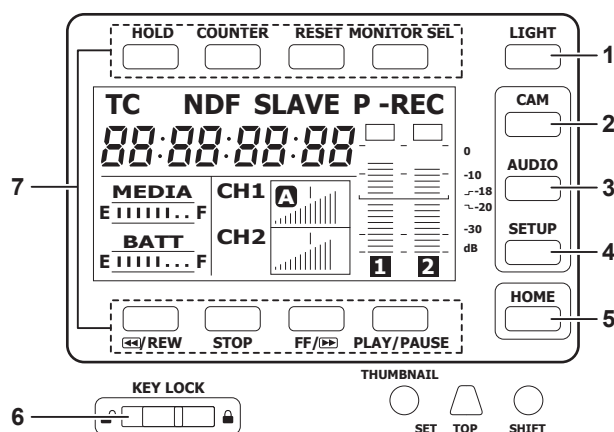 HOLD COUNTER RESET MONITOR SEL LIGHT
1
TC NDF SLAVE P -REC
CAM
2
88:88:88:88
0
-10
-18
-20
-30
dB
AUDIO
3
7
MEDIA
E F
CH1 A
BATT
E F
CH2
1 2
SETUP
4
HOME
5
/REW STOP FF/ PLAY/PAUSE
KEY LOCK
6
THUMBNAIL
SET TOP SHIFT